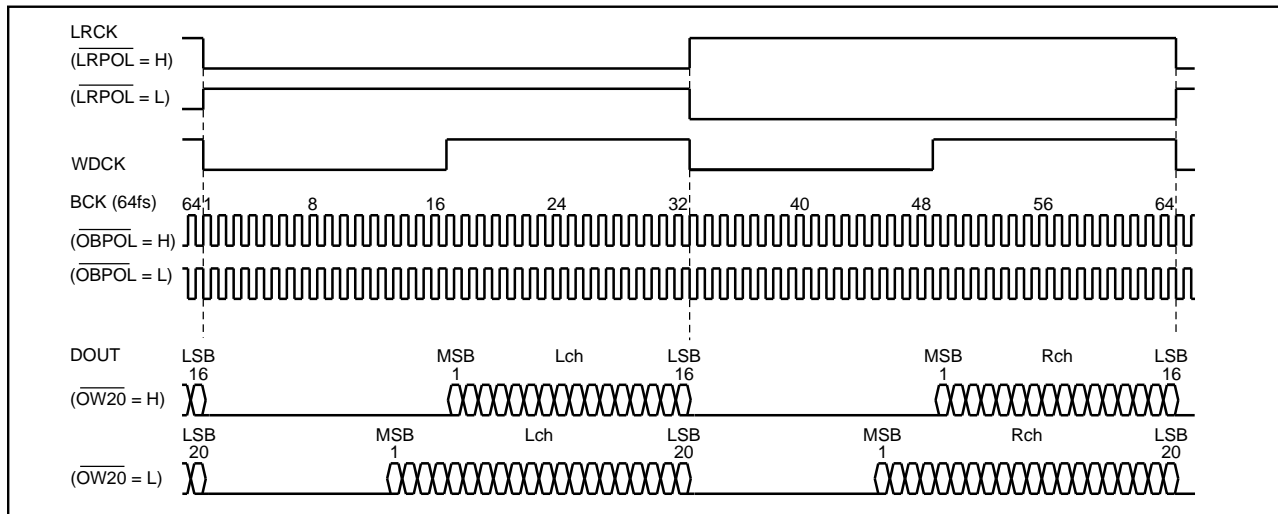 LRCK
(LRPOL = H)
(LRPOL = L)
WDCK
BCK (64fs) 64 1 8 16 24 32 40 48 56 64
(OBPOL = H)
(OBPOL = L)
DOUT LSB MSB Lch LSB MSB Rch LSB
16 1 16 1 16
(OW20 = H)
LSB MSB Lch LSB MSB Rch LSB
20 1 20 1 20
(OW20 = L)